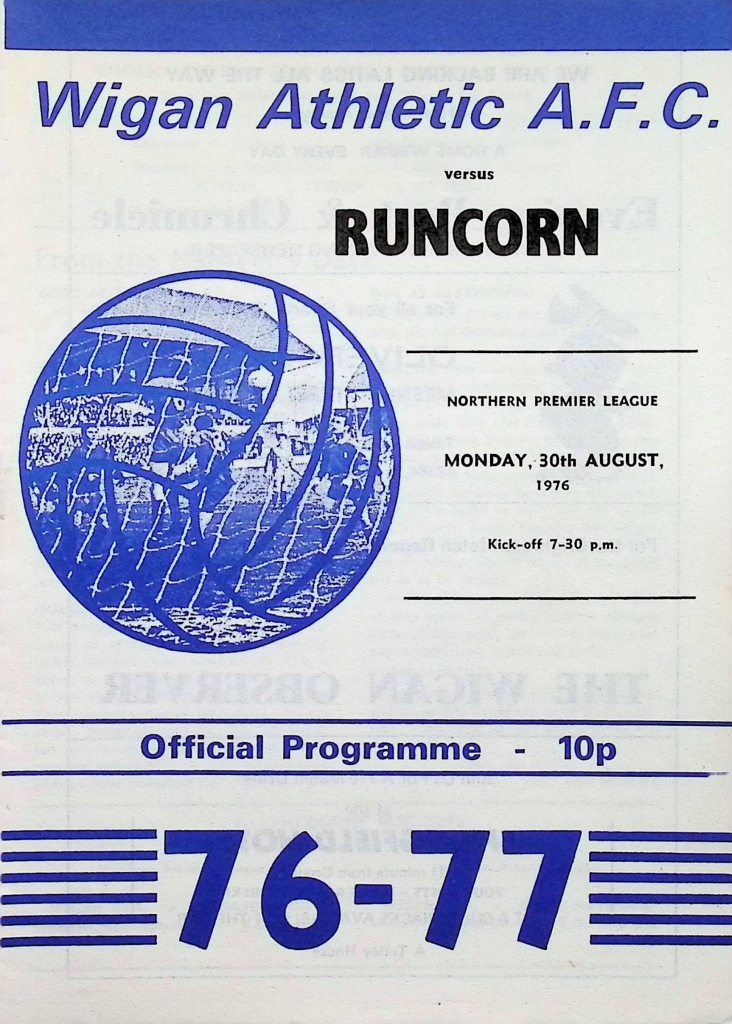 Wigan Athletic A.F.C.
versus
RUNCORN
NORTHERN PREMIER LEAGUE
MONDAY, 30th AUGUST,
1976
Kick-off 7-30 p.m.
Official Programme - 10p
76-77